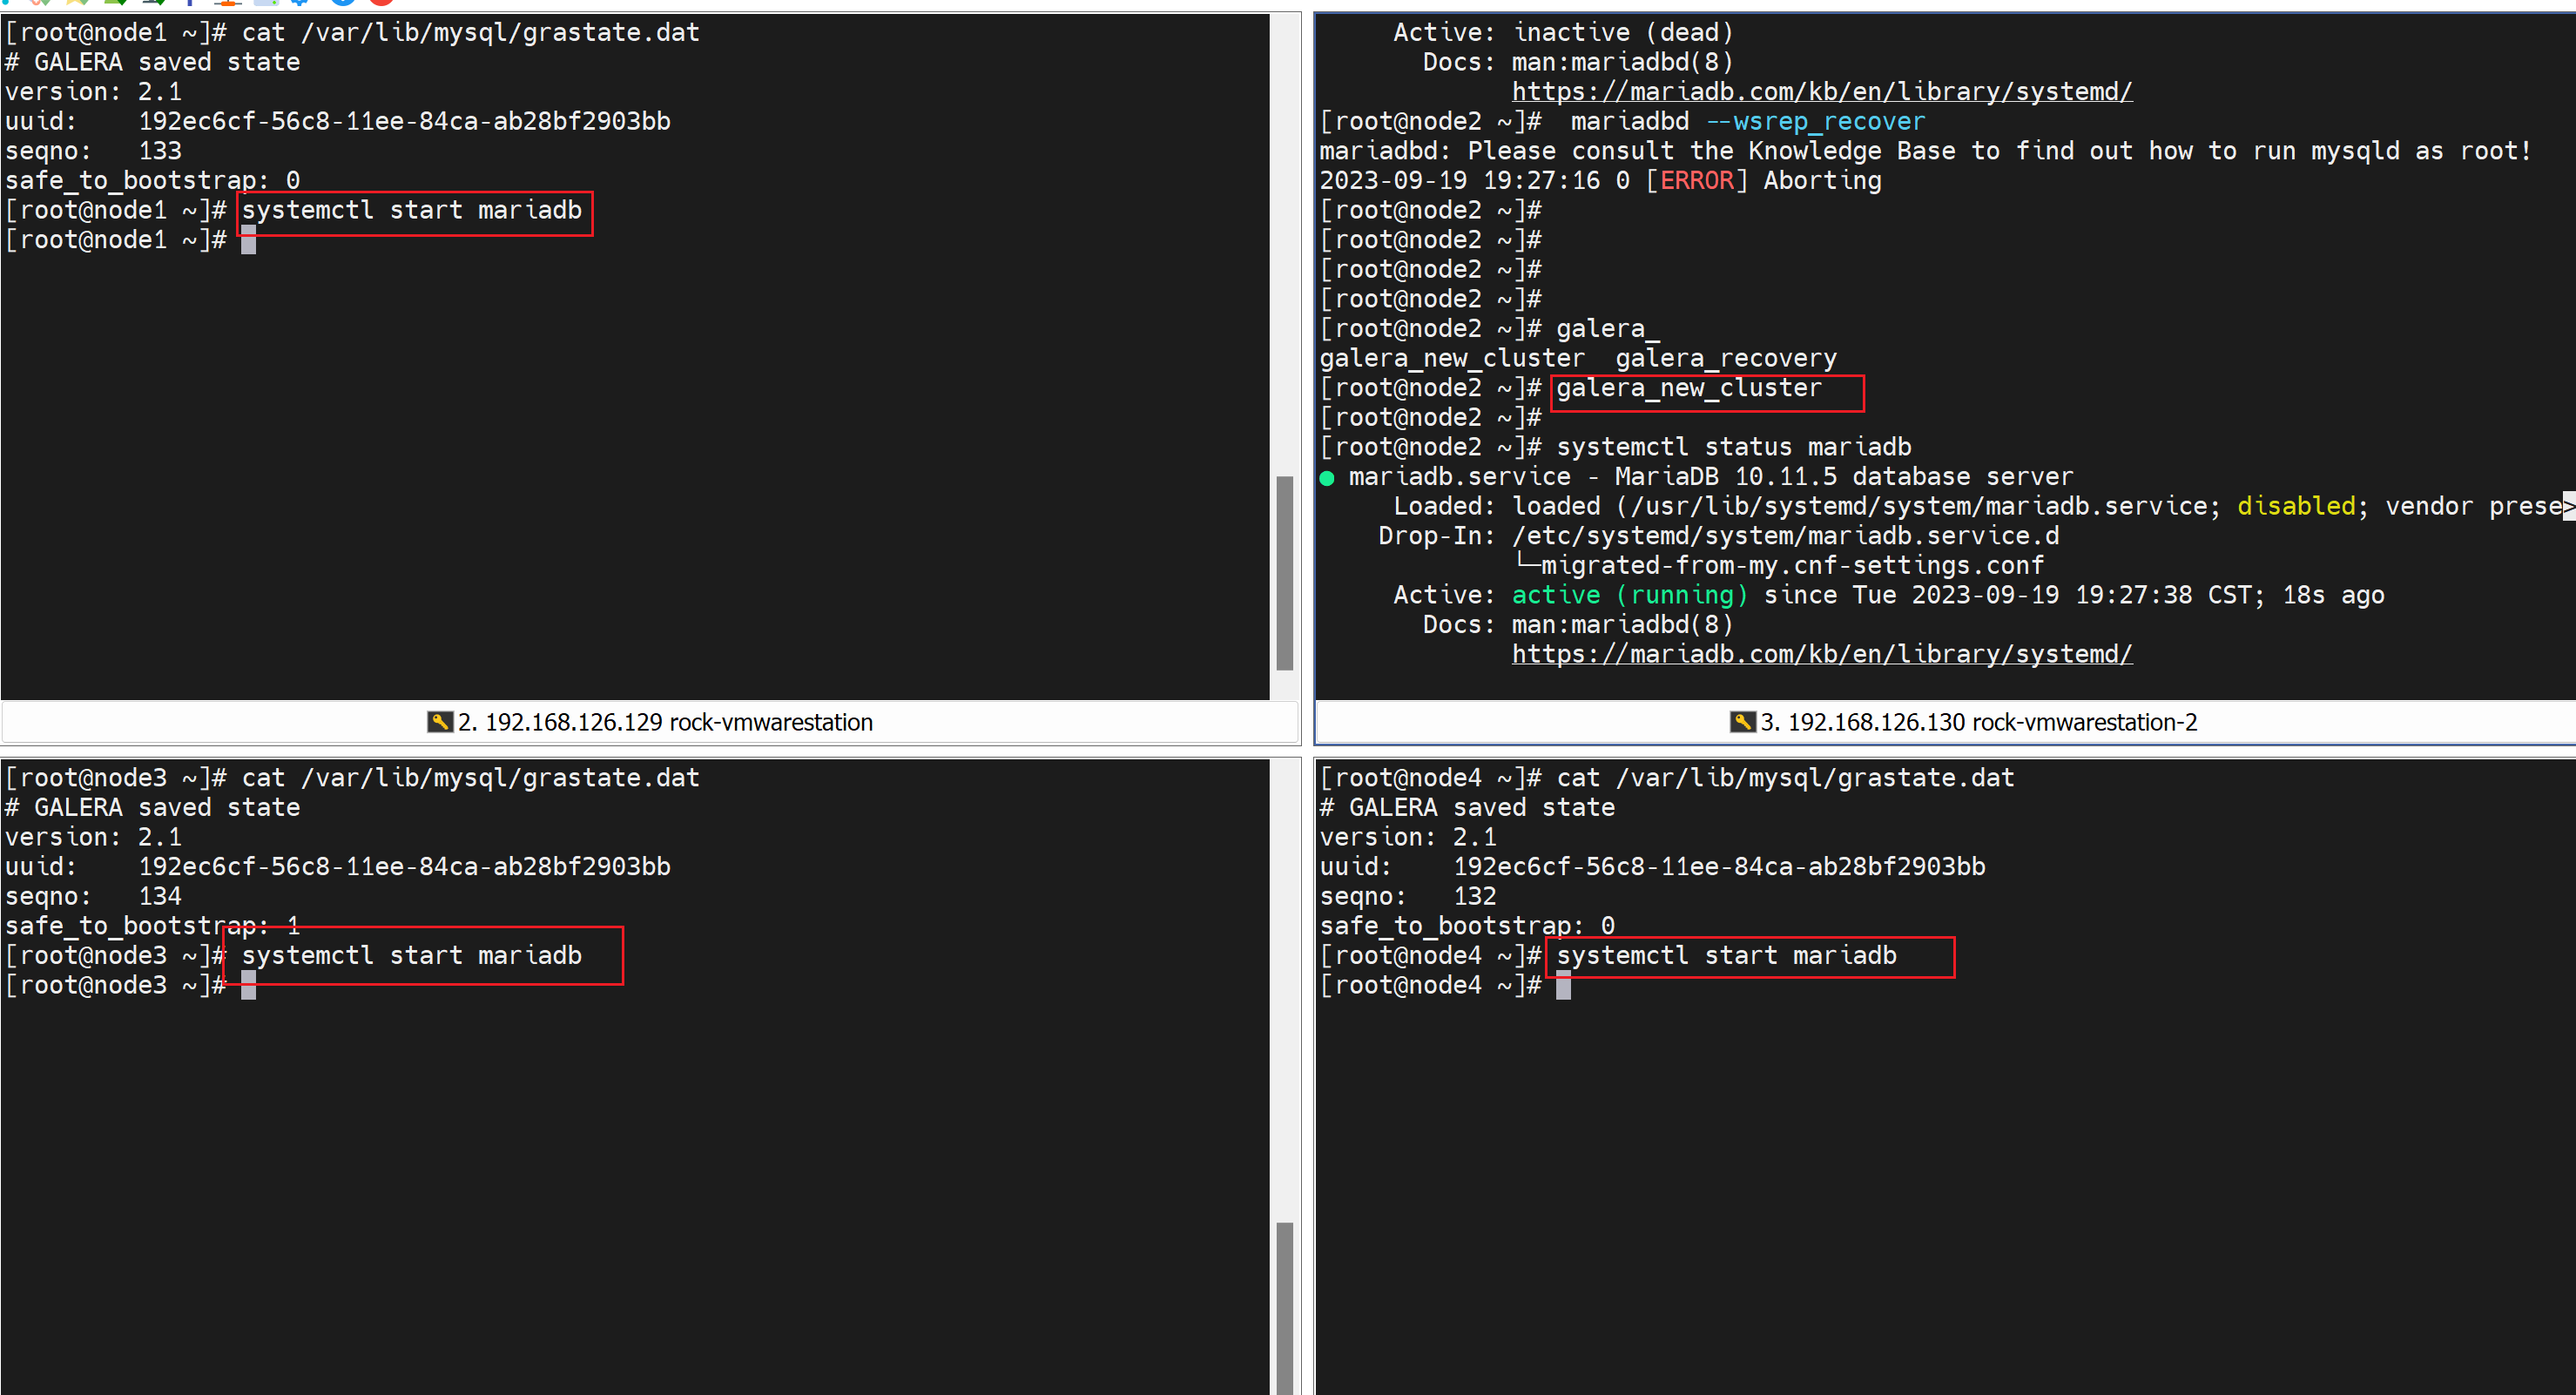 [root@node1 ~]# cat /var/lib/mysql/grastate.dat
# GALERA saved state
version: 2.1
uuid:    192ec6cf-56c8-11ee-84ca-ab28bf2903bb
seqno:   133
safe_to_bootstrap: 0
[root@node1 ~]# systemctl start mariadb
[root@node1 ~]#
2. 192.168.126.129 rock-vmwarestation
Active: inactive (dead)
Docs: man:mariadbd(8)
https://mariadb.com/kb/en/library/systemd/
[root@node2 ~]#  mariadbd --wsrep_recover
mariadbd: Please consult the Knowledge Base to find out how to run mysqld as root!
2023-09-19 19:27:16 0 [ERROR] Aborting
[root@node2 ~]#
[root@node2 ~]#
[root@node2 ~]#
[root@node2 ~]#
[root@node2 ~]# galera_
galera_new_cluster  galera_recovery
[root@node2 ~]# galera_new_cluster
[root@node2 ~]#
[root@node2 ~]# systemctl status mariadb
● mariadb.service - MariaDB 10.11.5 database server
Loaded: loaded (/usr/lib/systemd/system/mariadb.service; disabled; vendor prese>
Drop-In: /etc/systemd/system/mariadb.service.d
└─migrated-from-my.cnf-settings.conf
Active: active (running) since Tue 2023-09-19 19:27:38 CST; 18s ago
Docs: man:mariadbd(8)
https://mariadb.com/kb/en/library/systemd/
3. 192.168.126.130 rock-vmwarestation-2
[root@node3 ~]# cat /var/lib/mysql/grastate.dat
# GALERA saved state
version: 2.1
uuid:    192ec6cf-56c8-11ee-84ca-ab28bf2903bb
seqno:   134
safe_to_bootstrap: 1
[root@node3 ~]# systemctl start mariadb
[root@node3 ~]#
[root@node4 ~]# cat /var/lib/mysql/grastate.dat
# GALERA saved state
version: 2.1
uuid:    192ec6cf-56c8-11ee-84ca-ab28bf2903bb
seqno:   132
safe_to_bootstrap: 0
[root@node4 ~]# systemctl start mariadb
[root@node4 ~]#